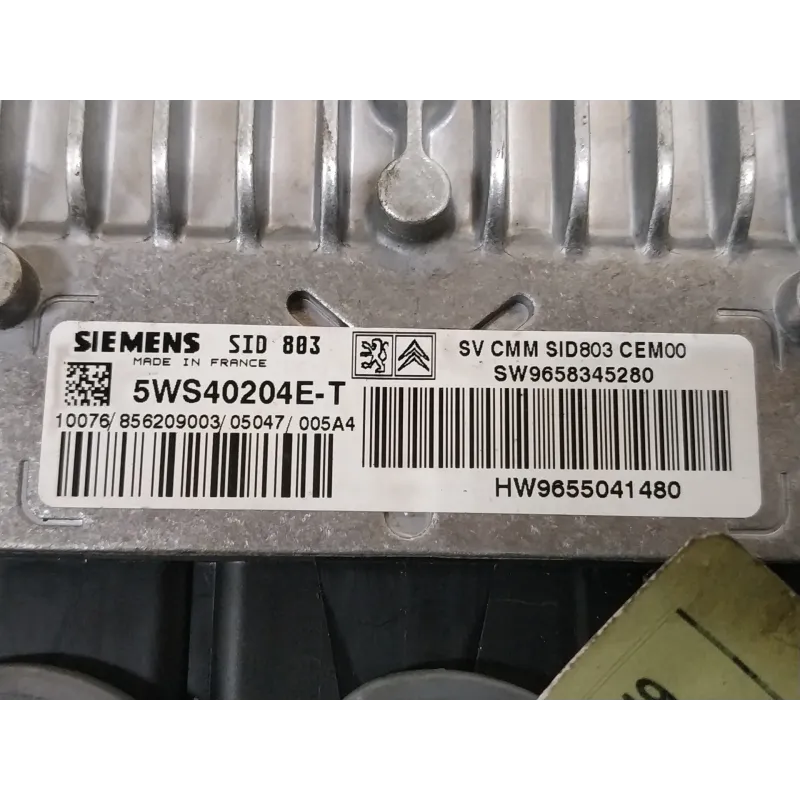 SIEMENS SID 803
MADE IN FRANCE
5WS40204E-T
10076/856209003/05047/005A4
SV CMM SID803 CEM00
SW9658345280
HW9655041480